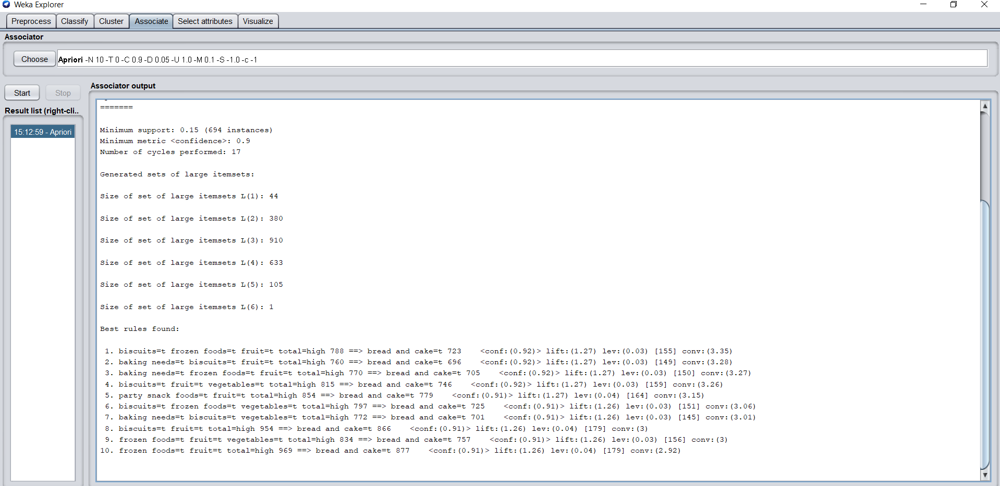 Weka Explorer
Preprocess Classify Cluster Associate Select attributes Visualize
Associator
Choose Apriori -N 10 -T 0 -C 0.9 -D 0.05 -U 1.0 -M 0.1 -S -1.0 -c -1
Start Stop
Associator output
Result list (right-cli..
15:12:59 - Apriori
=======
Minimum support: 0.15 (694 instances)
Minimum metric <confidence>: 0.9
Number of cycles performed: 17
Generated sets of large itemsets:
Size of set of large itemsets L(1): 44
Size of set of large itemsets L(2): 380
Size of set of large itemsets L(3): 910
Size of set of large itemsets L(4): 633
Size of set of large itemsets L(5): 105
Size of set of large itemsets L(6): 1
Best rules found:
1. biscuits=t frozen foods=t fruit=t total=high 788 ==> bread and cake=t 723    <conf:(0.92)> lift:(1.27) lev:(0.03) [155] conv:(3.35)
2. baking needs=t biscuits=t fruit=t total=high 760 ==> bread and cake=t 696    <conf:(0.92)> lift:(1.27) lev:(0.03) [149] conv:(3.28)
3. baking needs=t frozen foods=t fruit=t total=high 770 ==> bread and cake=t 705    <conf:(0.92)> lift:(1.27) lev:(0.03) [150] conv:(3.27)
4. biscuits=t fruit=t vegetables=t total=high 815 ==> bread and cake=t 746    <conf:(0.92)> lift:(1.27) lev:(0.03) [159] conv:(3.26)
5. party snack foods=t fruit=t total=high 854 ==> bread and cake=t 779    <conf:(0.91)> lift:(1.27) lev:(0.04) [164] conv:(3.15)
6. biscuits=t frozen foods=t vegetables=t total=high 797 ==> bread and cake=t 725    <conf:(0.91)> lift:(1.26) lev:(0.03) [151] conv:(3.06)
7. baking needs=t biscuits=t vegetables=t total=high 772 ==> bread and cake=t 701    <conf:(0.91)> lift:(1.26) lev:(0.03) [145] conv:(3.01)
8. biscuits=t fruit=t total=high 954 ==> bread and cake=t 866    <conf:(0.91)> lift:(1.26) lev:(0.04) [179] conv:(3)
9. frozen foods=t fruit=t vegetables=t total=high 834 ==> bread and cake=t 757    <conf:(0.91)> lift:(1.26) lev:(0.03) [156] conv:(3)
10. frozen foods=t fruit=t total=high 969 ==> bread and cake=t 877    <conf:(0.91)> lift:(1.26) lev:(0.04) [179] conv:(2.92)